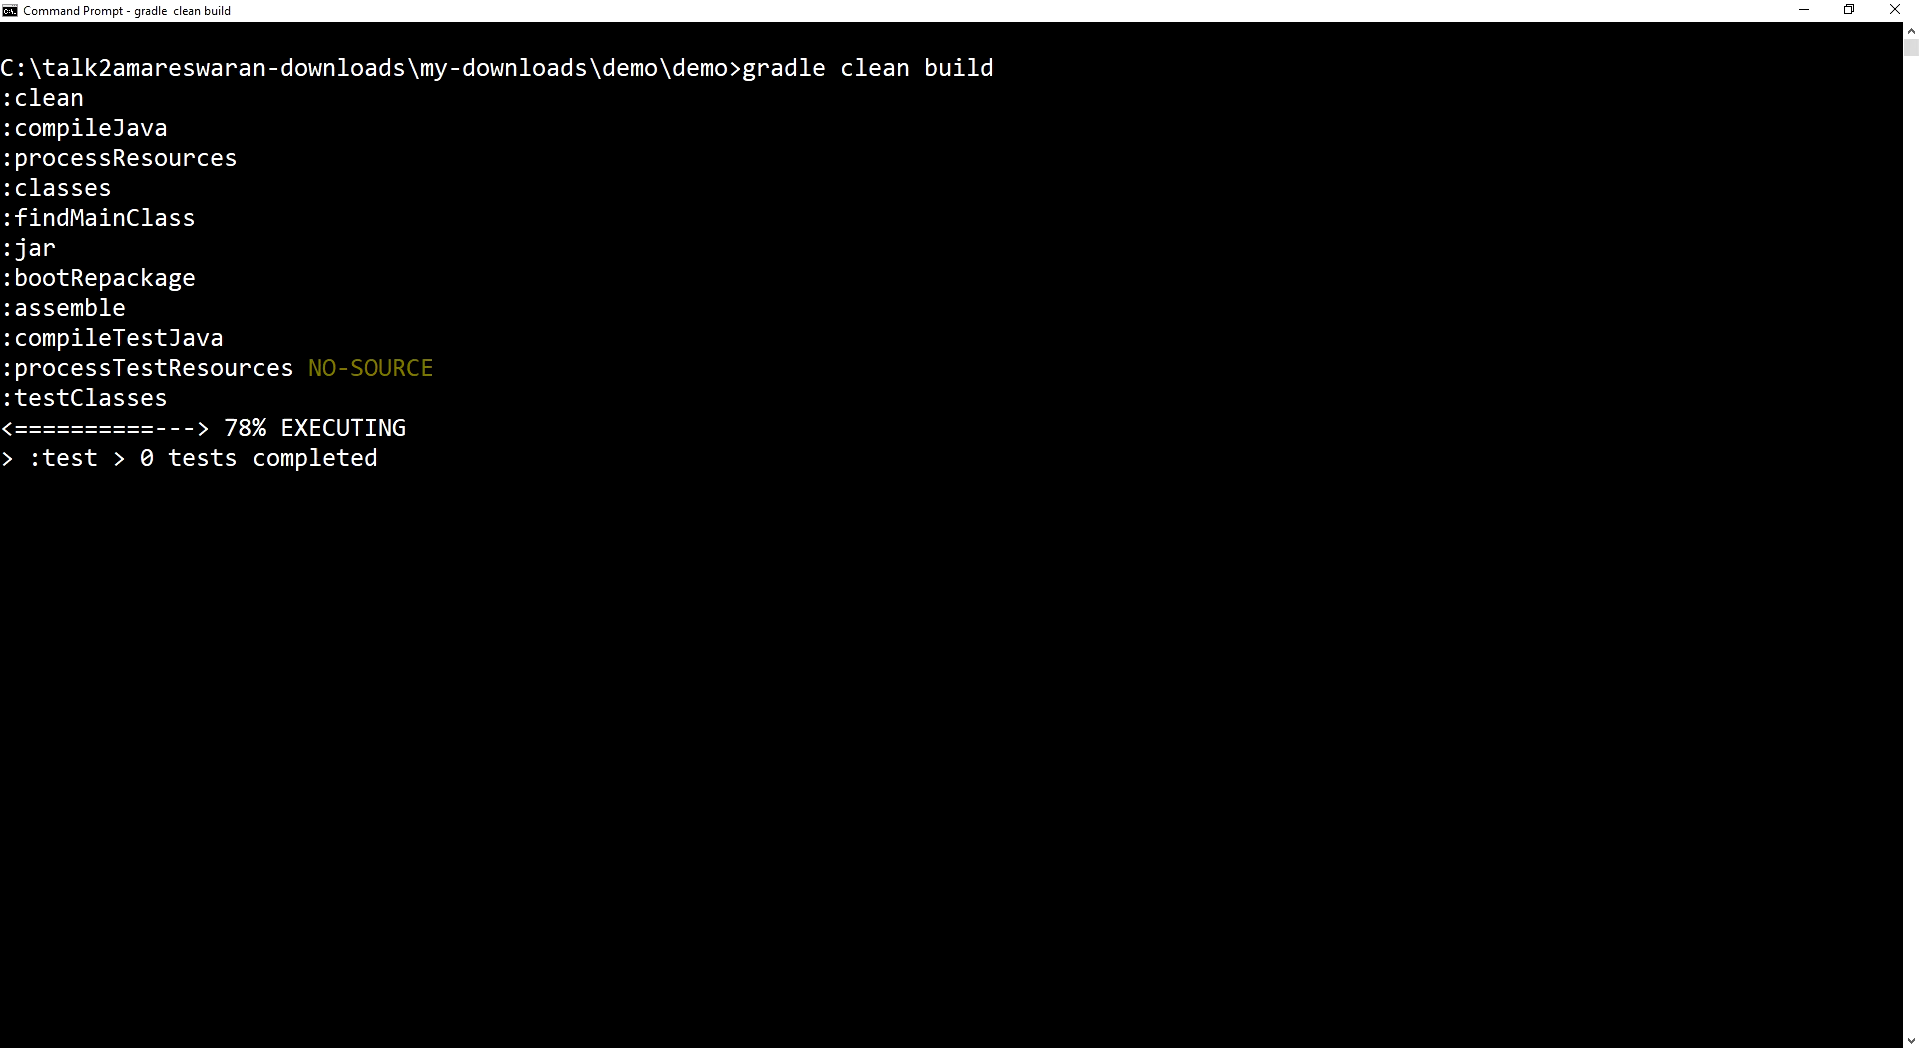 Command Prompt - gradle  clean build
C:\talk2amareswaran-downloads\my-downloads\demo\demo>gradle clean build
:clean
:compileJava
:processResources
:classes
:findMainClass
:jar
:bootRepackage
:assemble
:compileTestJava
:processTestResources NO-SOURCE
:testClasses
<==========---> 78% EXECUTING
> :test > 0 tests completed